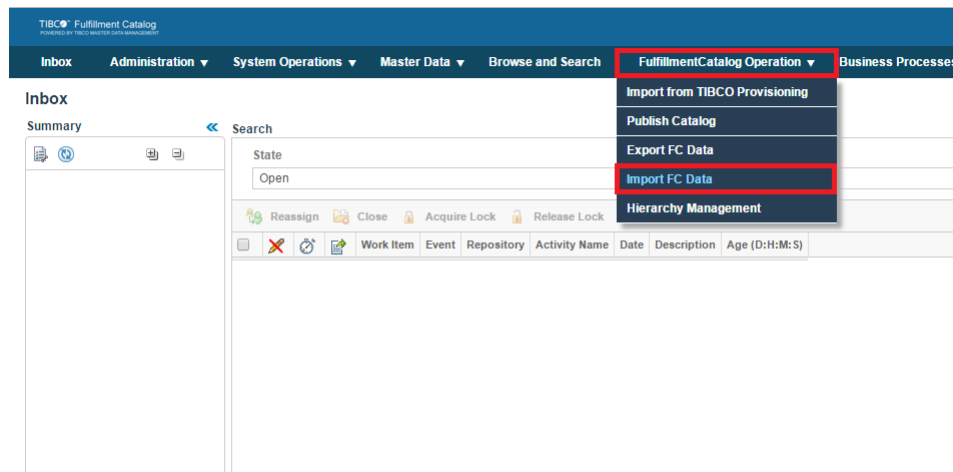 TIBCO™ Fulfillment Catalog
POWERED BY TIBCO MASTER DATA MANAGEMENT
Inbox Administration ▼ System Operations ▼ Master Data ▼ Browse and Search FulfillmentCatalog Operation ▼ Business Processes
Import from TIBCO Provisioning
Publish Catalog
Export FC Data
Import FC Data
Hierarchy Management
Inbox
Summary
Search
State
Open
Reassign Close Acquire Lock Release Lock
Work Item Event Repository Activity Name Date Description Age (D:H:M:S)